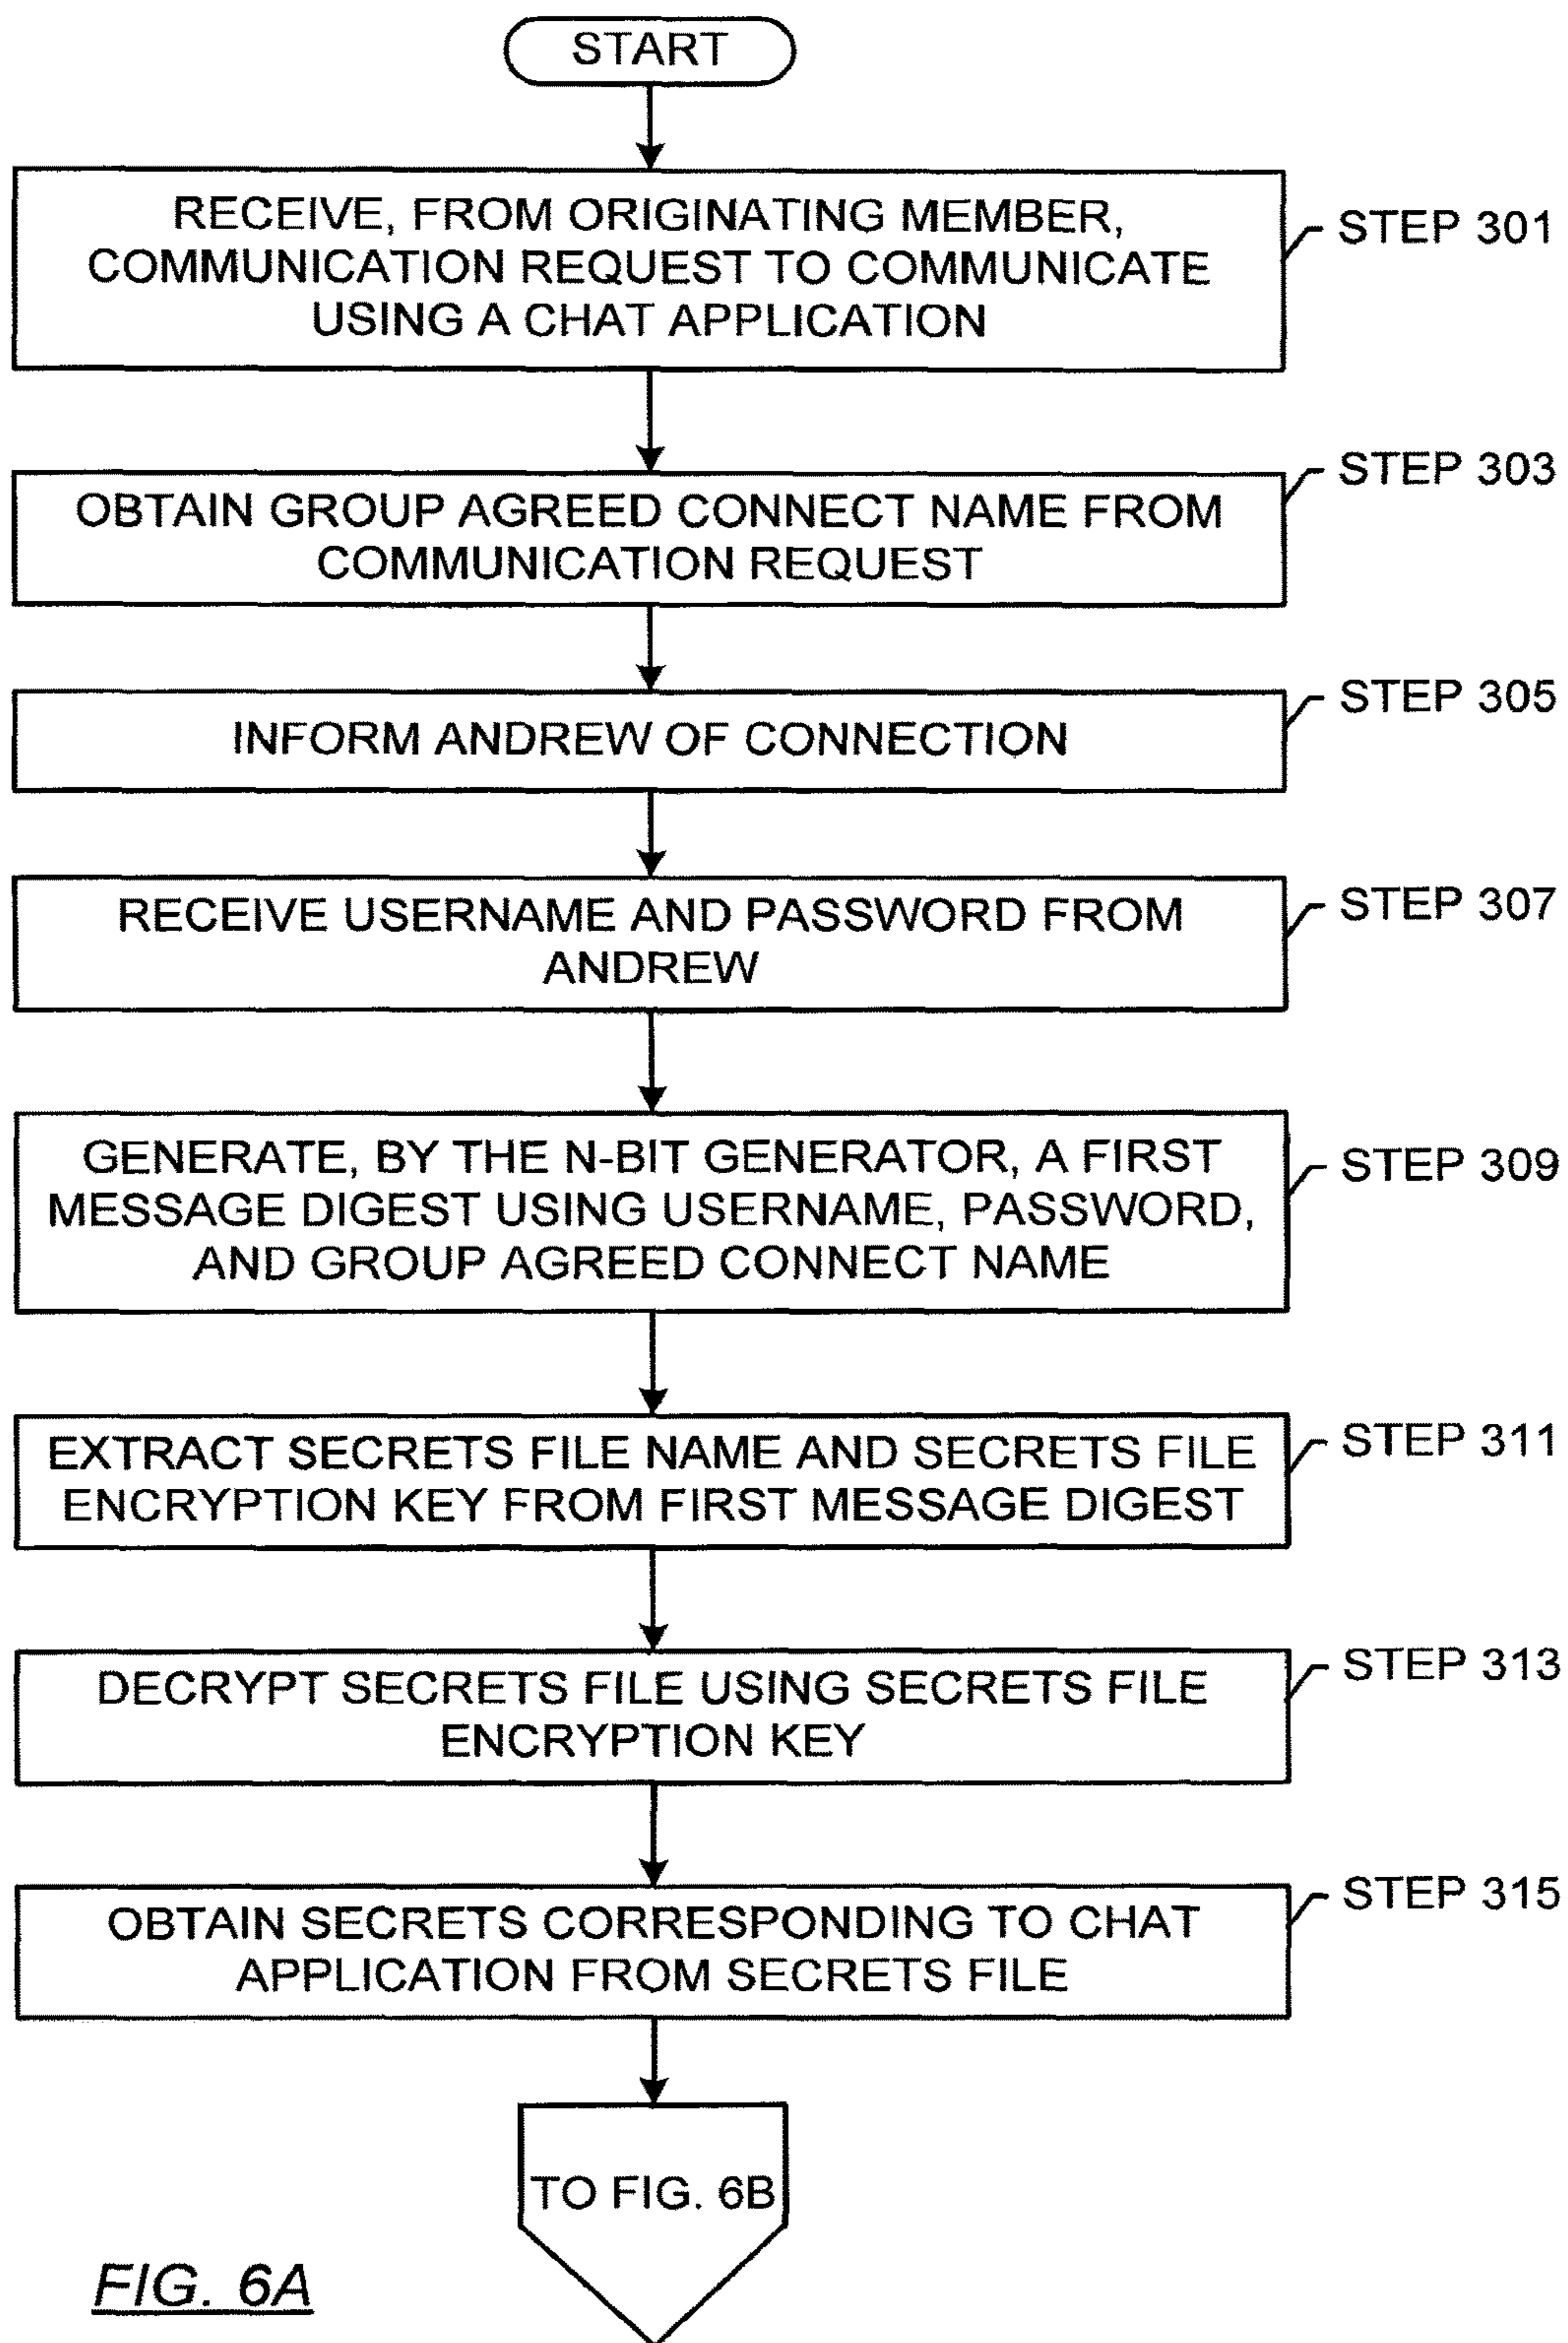 START
RECEIVE, FROM ORIGINATING MEMBER,
COMMUNICATION REQUEST TO COMMUNICATE
USING A CHAT APPLICATION
STEP 301
OBTAIN GROUP AGREED CONNECT NAME FROM
COMMUNICATION REQUEST
STEP 303
INFORM ANDREW OF CONNECTION
STEP 305
RECEIVE USERNAME AND PASSWORD FROM
ANDREW
STEP 307
GENERATE, BY THE N-BIT GENERATOR, A FIRST
MESSAGE DIGEST USING USERNAME, PASSWORD,
AND GROUP AGREED CONNECT NAME
STEP 309
EXTRACT SECRETS FILE NAME AND SECRETS FILE
ENCRYPTION KEY FROM FIRST MESSAGE DIGEST
STEP 311
DECRYPT SECRETS FILE USING SECRETS FILE
ENCRYPTION KEY
STEP 313
OBTAIN SECRETS CORRESPONDING TO CHAT
APPLICATION FROM SECRETS FILE
STEP 315
TO FIG. 6B
FIG. 6A